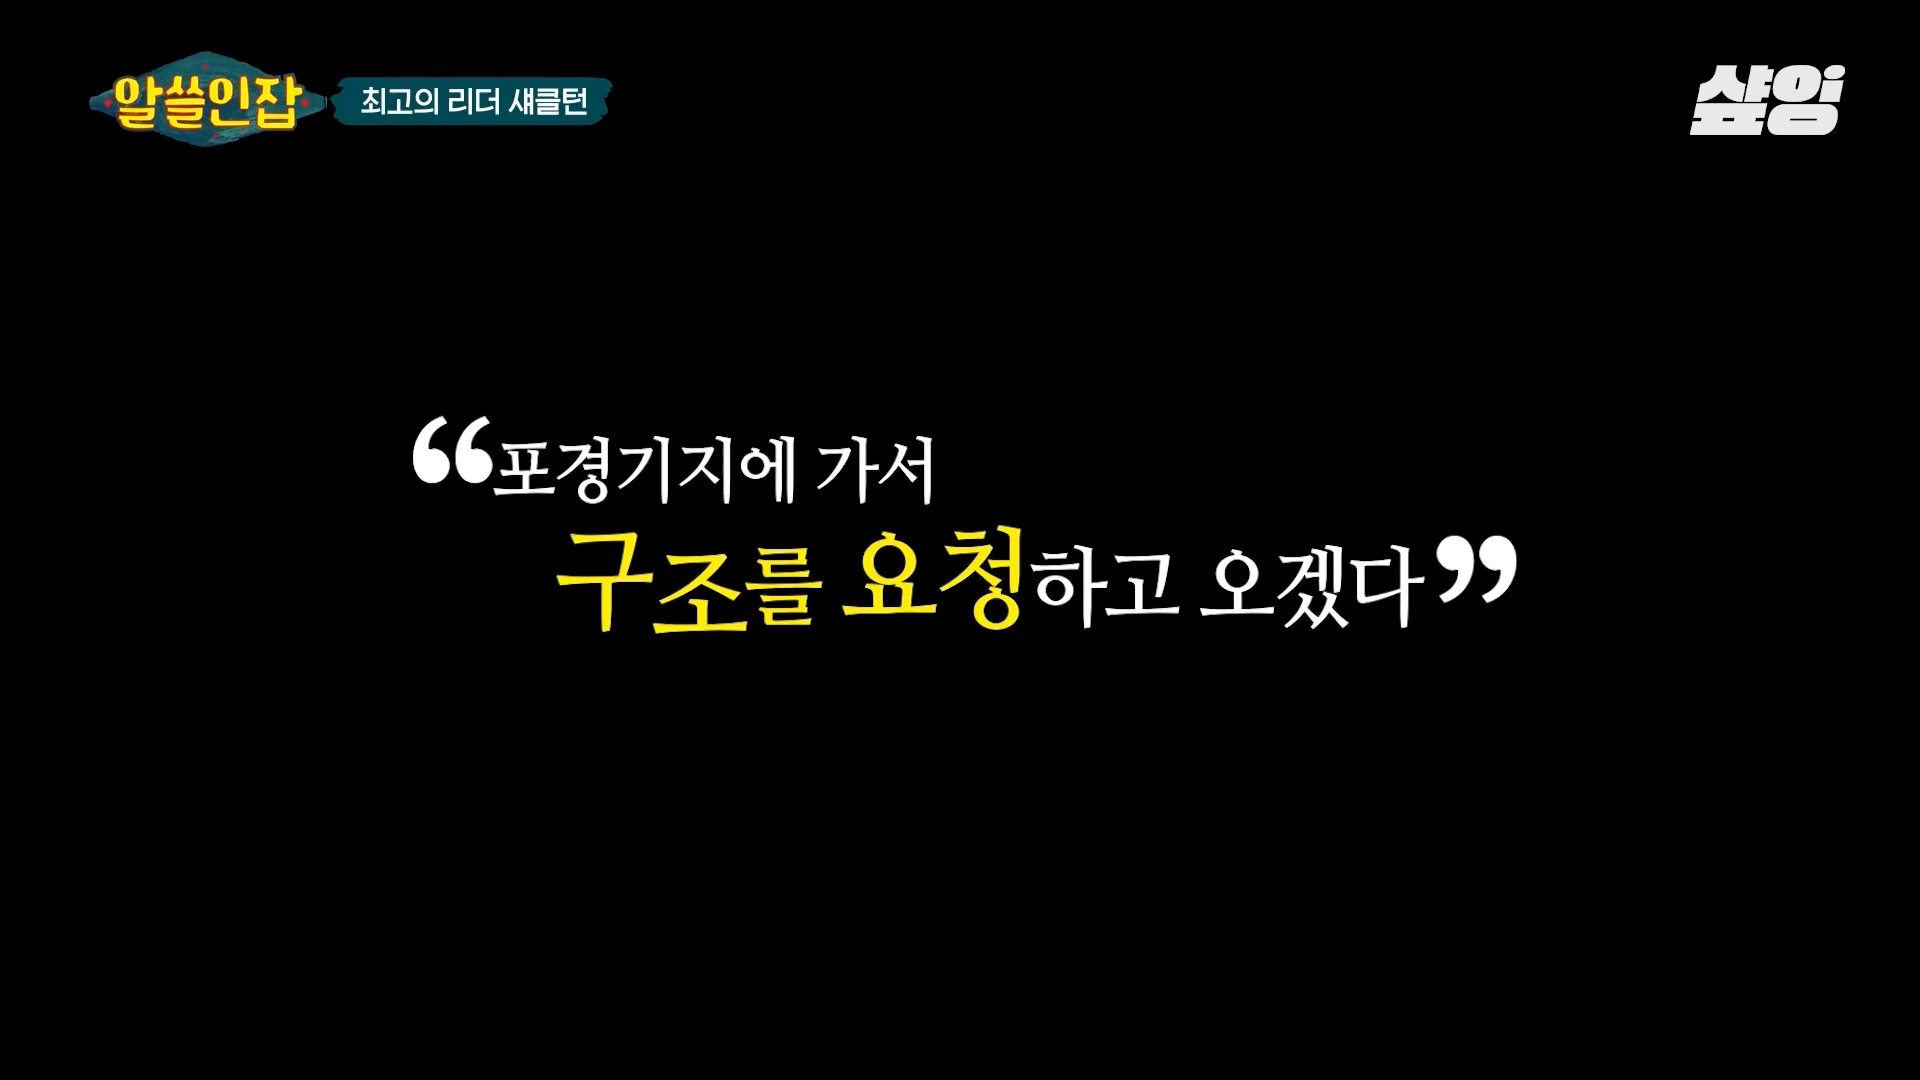 알쓸인잡
최고의 리더 섀클턴
샾잉
“포경기지에 가서
구조를 요청하고 오겠다”